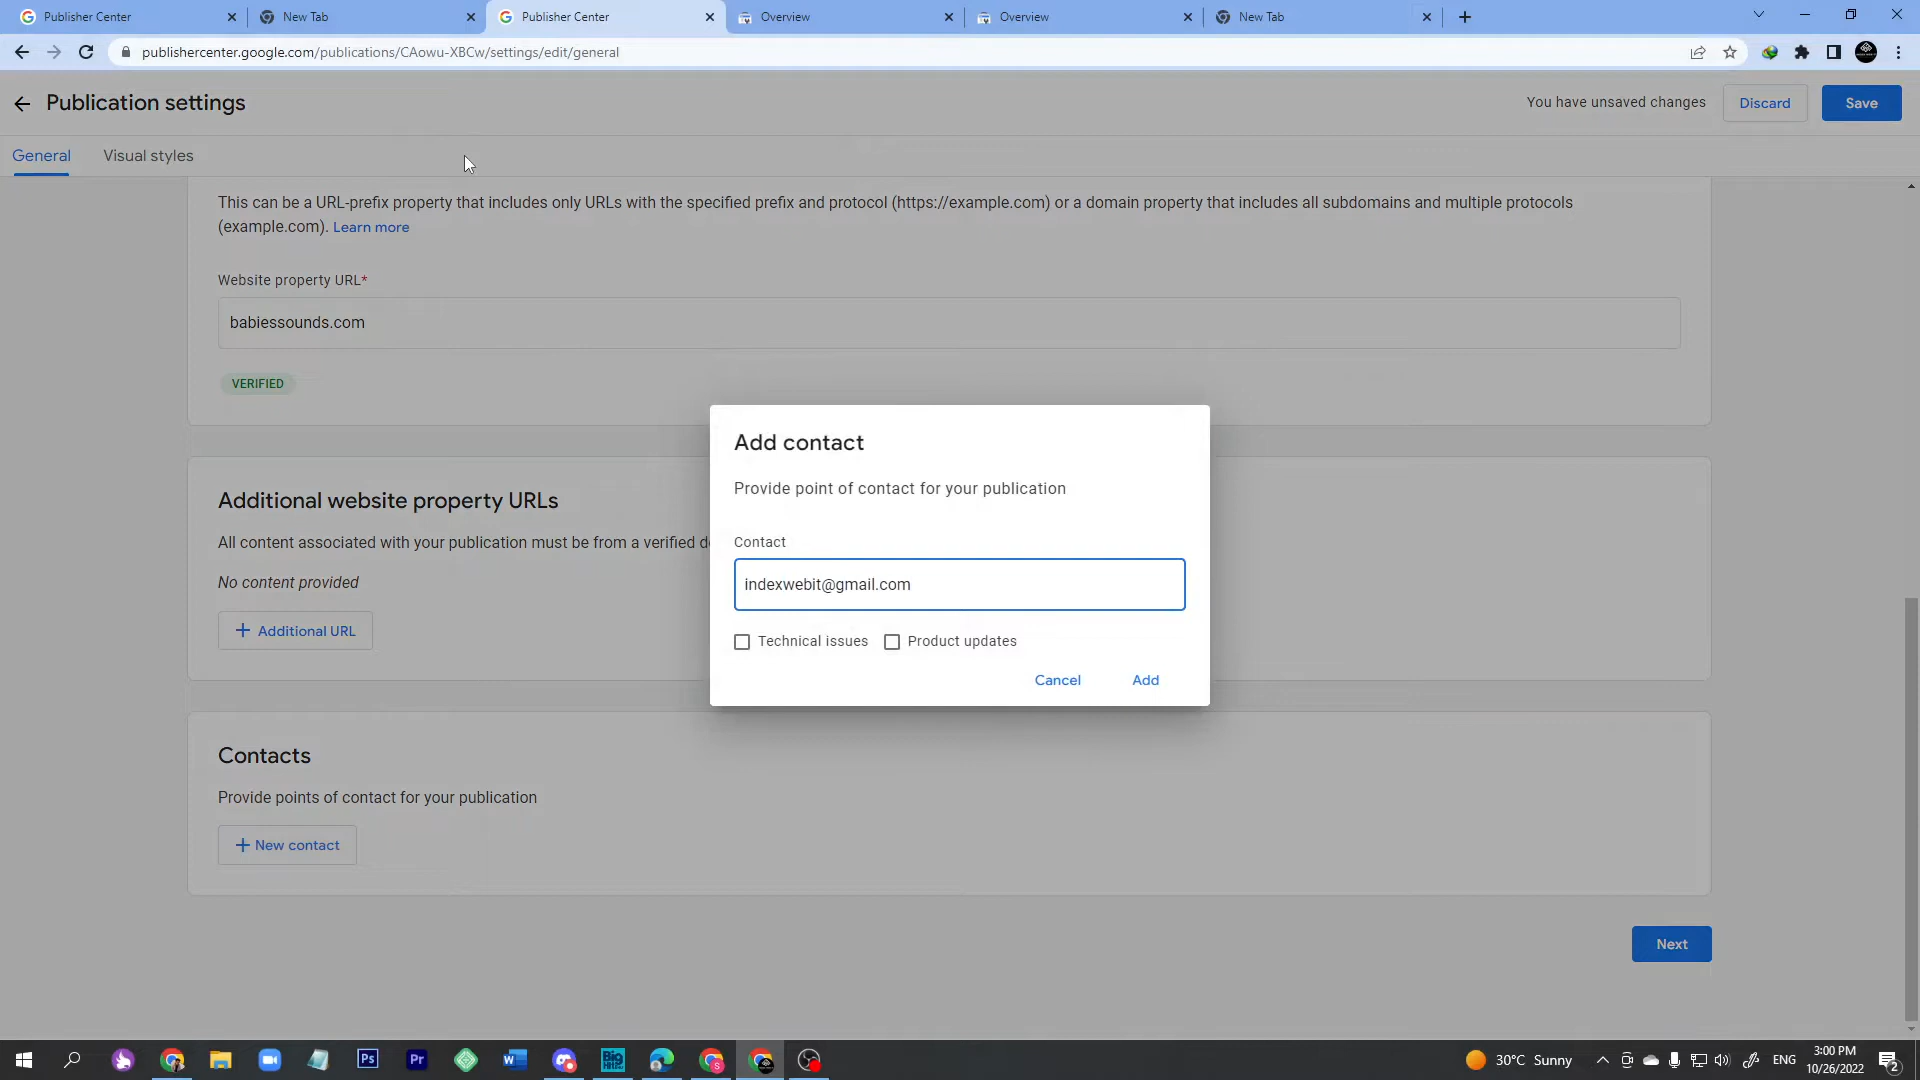 Publisher Center
New Tab
Publisher Center
Overview
Overview
New Tab
publishercenter.google.com/publications/CAowu-XBCw/settings/edit/general
Publication settings
You have unsaved changes
Discard
Save
General
Visual styles
This can be a URL-prefix property that includes only URLs with the specified prefix and protocol (https://example.com) or a domain property that includes all subdomains and multiple protocols
(example.com). Learn more
Website property URL*
babiessounds.com
VERIFIED
Additional website property URLs
All content associated with your publication must be from a verified d
No content provided
+ Additional URL
Add contact
Provide point of contact for your publication
Contact
indexwebit@gmail.com
Technical issues
Product updates
Cancel
Add
Contacts
Provide points of contact for your publication
+ New contact
Next
Ps
Pr
30°C Sunny
ENG
3:00 PM
10/26/2022
2